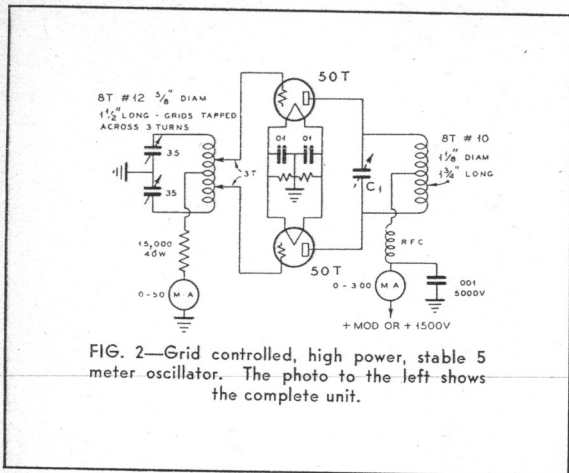 50T
8T #12 5/8" DIAM
1 1/2" LONG - GRIDS TAPPED
ACROSS 3 TURNS
35
35
3T
01
01
C1
8T #10
1 1/8" DIAM
1 3/4" LONG
15,000
40W
0-50
M·A
50T
RFC
0-300
M A
001
5000V
+ MOD OR + 1500V
FIG. 2—Grid controlled, high power, stable 5
meter oscillator. The photo to the left shows
the complete unit.